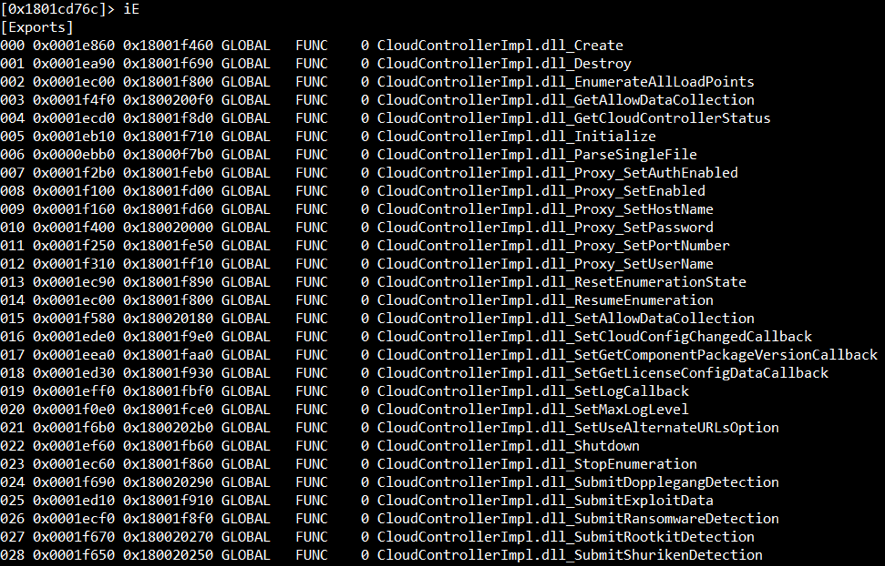 [0x1801cd76c]> iE
[Exports]
000 0x0001e860 0x18001f460 GLOBAL   FUNC    0 CloudControllerImpl.dll_Create
001 0x0001ea90 0x18001f690 GLOBAL   FUNC    0 CloudControllerImpl.dll_Destroy
002 0x0001ec00 0x18001f800 GLOBAL   FUNC    0 CloudControllerImpl.dll_EnumerateAllLoadPoints
003 0x0001f4f0 0x1800200f0 GLOBAL   FUNC    0 CloudControllerImpl.dll_GetAllowDataCollection
004 0x0001ecd0 0x18001f8d0 GLOBAL   FUNC    0 CloudControllerImpl.dll_GetCloudControllerStatus
005 0x0001eb10 0x18001f710 GLOBAL   FUNC    0 CloudControllerImpl.dll_Initialize
006 0x0000ebb0 0x18000f7b0 GLOBAL   FUNC    0 CloudControllerImpl.dll_ParseSingleFile
007 0x0001f2b0 0x18001feb0 GLOBAL   FUNC    0 CloudControllerImpl.dll_Proxy_SetAuthEnabled
008 0x0001f100 0x18001fd00 GLOBAL   FUNC    0 CloudControllerImpl.dll_Proxy_SetEnabled
009 0x0001f160 0x18001fd60 GLOBAL   FUNC    0 CloudControllerImpl.dll_Proxy_SetHostName
010 0x0001f400 0x180020000 GLOBAL   FUNC    0 CloudControllerImpl.dll_Proxy_SetPassword
011 0x0001f250 0x18001fe50 GLOBAL   FUNC    0 CloudControllerImpl.dll_Proxy_SetPortNumber
012 0x0001f310 0x18001ff10 GLOBAL   FUNC    0 CloudControllerImpl.dll_Proxy_SetUserName
013 0x0001ec90 0x18001f890 GLOBAL   FUNC    0 CloudControllerImpl.dll_ResetEnumerationState
014 0x0001ec00 0x18001f800 GLOBAL   FUNC    0 CloudControllerImpl.dll_ResumeEnumeration
015 0x0001f580 0x180020180 GLOBAL   FUNC    0 CloudControllerImpl.dll_SetAllowDataCollection
016 0x0001ede0 0x18001f9e0 GLOBAL   FUNC    0 CloudControllerImpl.dll_SetCloudConfigChangedCallback
017 0x0001eea0 0x18001faa0 GLOBAL   FUNC    0 CloudControllerImpl.dll_SetGetComponentPackageVersionCallback
018 0x0001ed30 0x18001f930 GLOBAL   FUNC    0 CloudControllerImpl.dll_SetGetLicenseConfigDataCallback
019 0x0001eff0 0x18001fbf0 GLOBAL   FUNC    0 CloudControllerImpl.dll_SetLogCallback
020 0x0001f0e0 0x18001fce0 GLOBAL   FUNC    0 CloudControllerImpl.dll_SetMaxLogLevel
021 0x0001f6b0 0x1800202b0 GLOBAL   FUNC    0 CloudControllerImpl.dll_SetUseAlternateURLsOption
022 0x0001ef60 0x18001fb60 GLOBAL   FUNC    0 CloudControllerImpl.dll_Shutdown
023 0x0001ec60 0x18001f860 GLOBAL   FUNC    0 CloudControllerImpl.dll_StopEnumeration
024 0x0001f690 0x180020290 GLOBAL   FUNC    0 CloudControllerImpl.dll_SubmitDopplegangDetection
025 0x0001ed10 0x18001f910 GLOBAL   FUNC    0 CloudControllerImpl.dll_SubmitExploitData
026 0x0001ecf0 0x18001f8f0 GLOBAL   FUNC    0 CloudControllerImpl.dll_SubmitRansomwareDetection
027 0x0001f670 0x180020270 GLOBAL   FUNC    0 CloudControllerImpl.dll_SubmitRootkitDetection
028 0x0001f650 0x180020250 GLOBAL   FUNC    0 CloudControllerImpl.dll_SubmitShurikenDetection